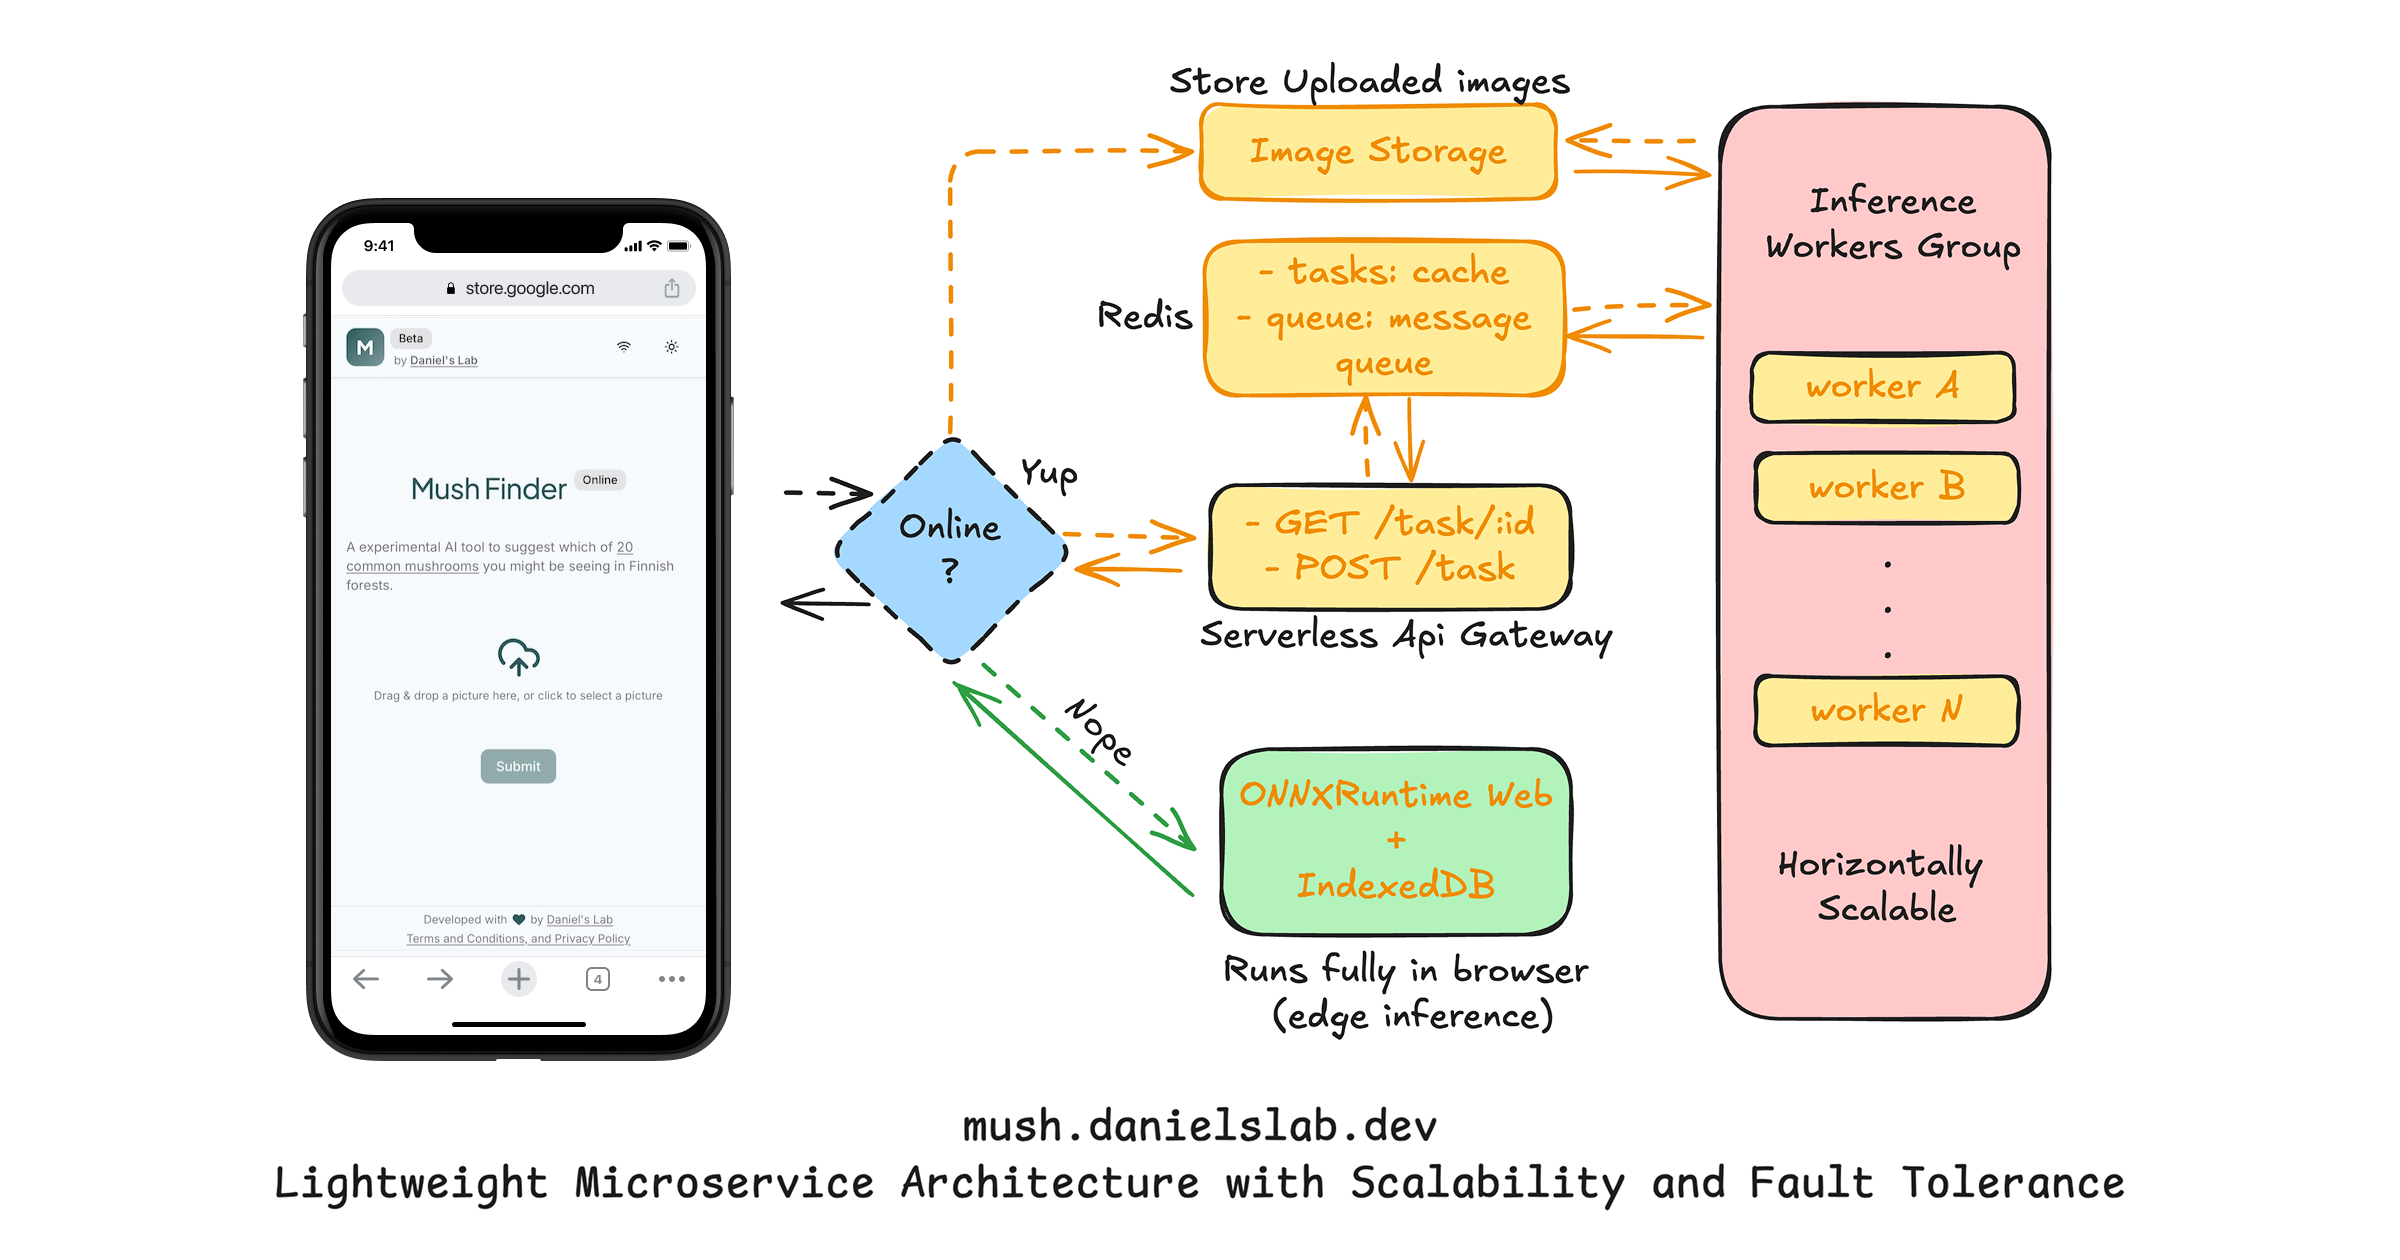 9:41
store.google.com
M
Beta
by Daniel's Lab
Mush Finder
Online
A experimental AI tool to suggest which of 20
common mushrooms you might be seeing in Finnish
forests.
Drag & drop a picture here, or click to select a picture
Submit
Developed with by Daniel's Lab
Terms and Conditions, and Privacy Policy
4
Online
?
Yup
Nope
Store Uploaded images
Image Storage
Redis
- tasks: cache
- queue: message
queue
- GET /task/:id
- POST /task
Serverless Api Gateway
ONNXRuntime Web
+
IndexedDB
Runs fully in browser
(edge inference)
Inference
Workers Group
worker A
worker B
.
.
.
worker N
Horizontally
Scalable
mush.danielslab.dev
Lightweight Microservice Architecture with Scalability and Fault Tolerance